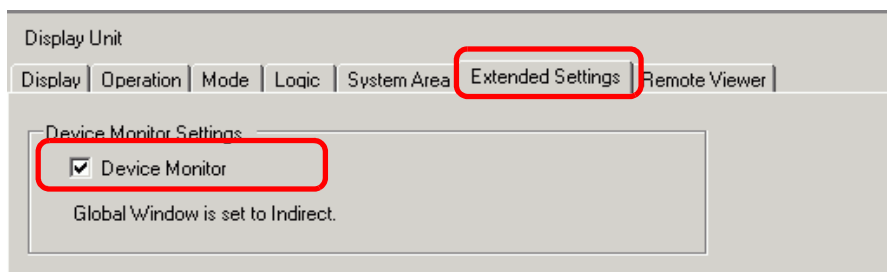 Display Unit
Display Operation Mode Logic System Area Extended Settings Remote Viewer
Device Monitor Settings
Device Monitor
Global Window is set to Indirect.